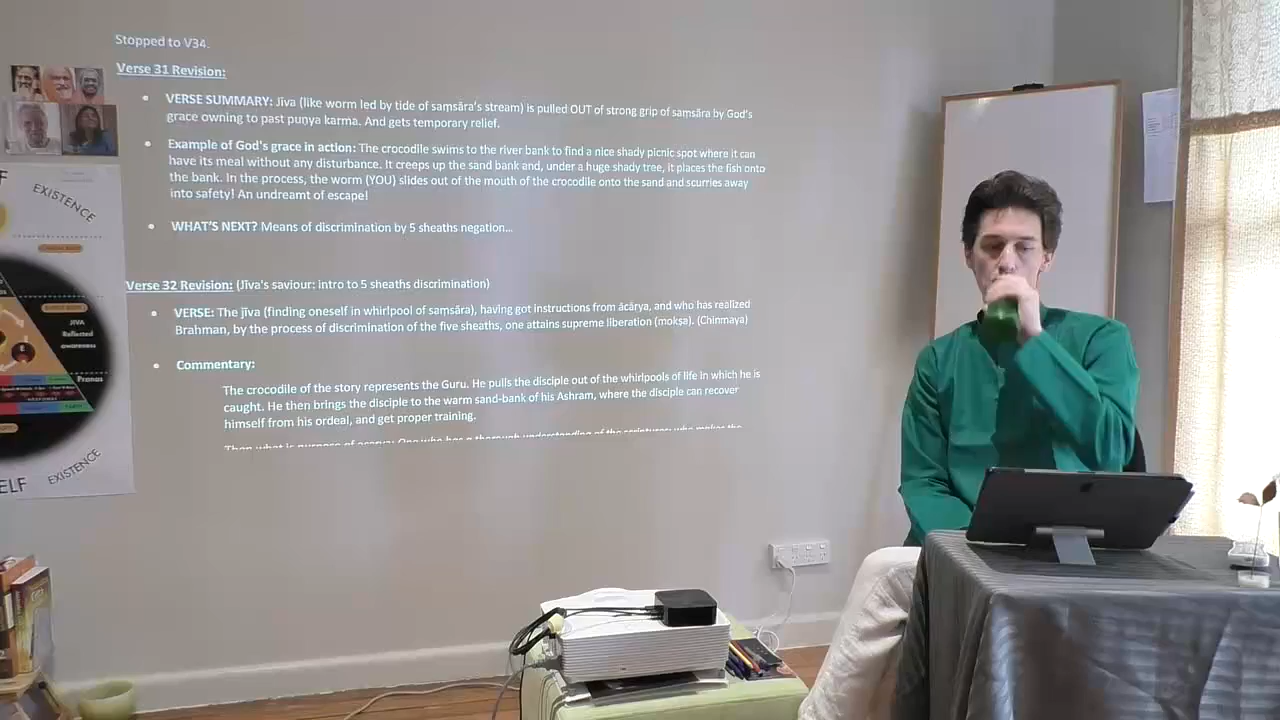 Stopped to V34.
Verse 31 Revision:
VERSE SUMMARY: Jīva (like worm led by tide of saṃsāra's stream) is pulled OUT of strong grip of saṃsāra by God's
grace owning to past puṇya karma. And gets temporary relief.
Example of God's grace in action: The crocodile swims to the river bank to find a nice shady picnic spot where it can
have its meal without any disturbance. It creeps up the sand bank and, under a huge shady tree, it places the fish onto
the bank. In the process, the worm (YOU) slides out of the mouth of the crocodile onto the sand and scurries away
into safety! An undreamt of escape!
WHAT'S NEXT? Means of discrimination by 5 sheaths negation...
Verse 32 Revision: (Jīva's saviour: intro to 5 sheaths discrimination)
VERSE: The jīva (finding oneself in whirlpool of saṃsāra), having got instructions from ācārya, and who has realized
Brahman, by the process of discrimination of the five sheaths, one attains supreme liberation (mokṣa). (Chinmaya)
Commentary:
The crocodile of the story represents the Guru. He pulls the disciple out of the whirlpools of life in which he is
caught. He then brings the disciple to the warm sand-bank of his Ashram, where the disciple can recover
himself from his ordeal, and get proper training.
EXISTENCE
JIVA
Reflected
awareness
Pranas
ELF
EXISTENCE